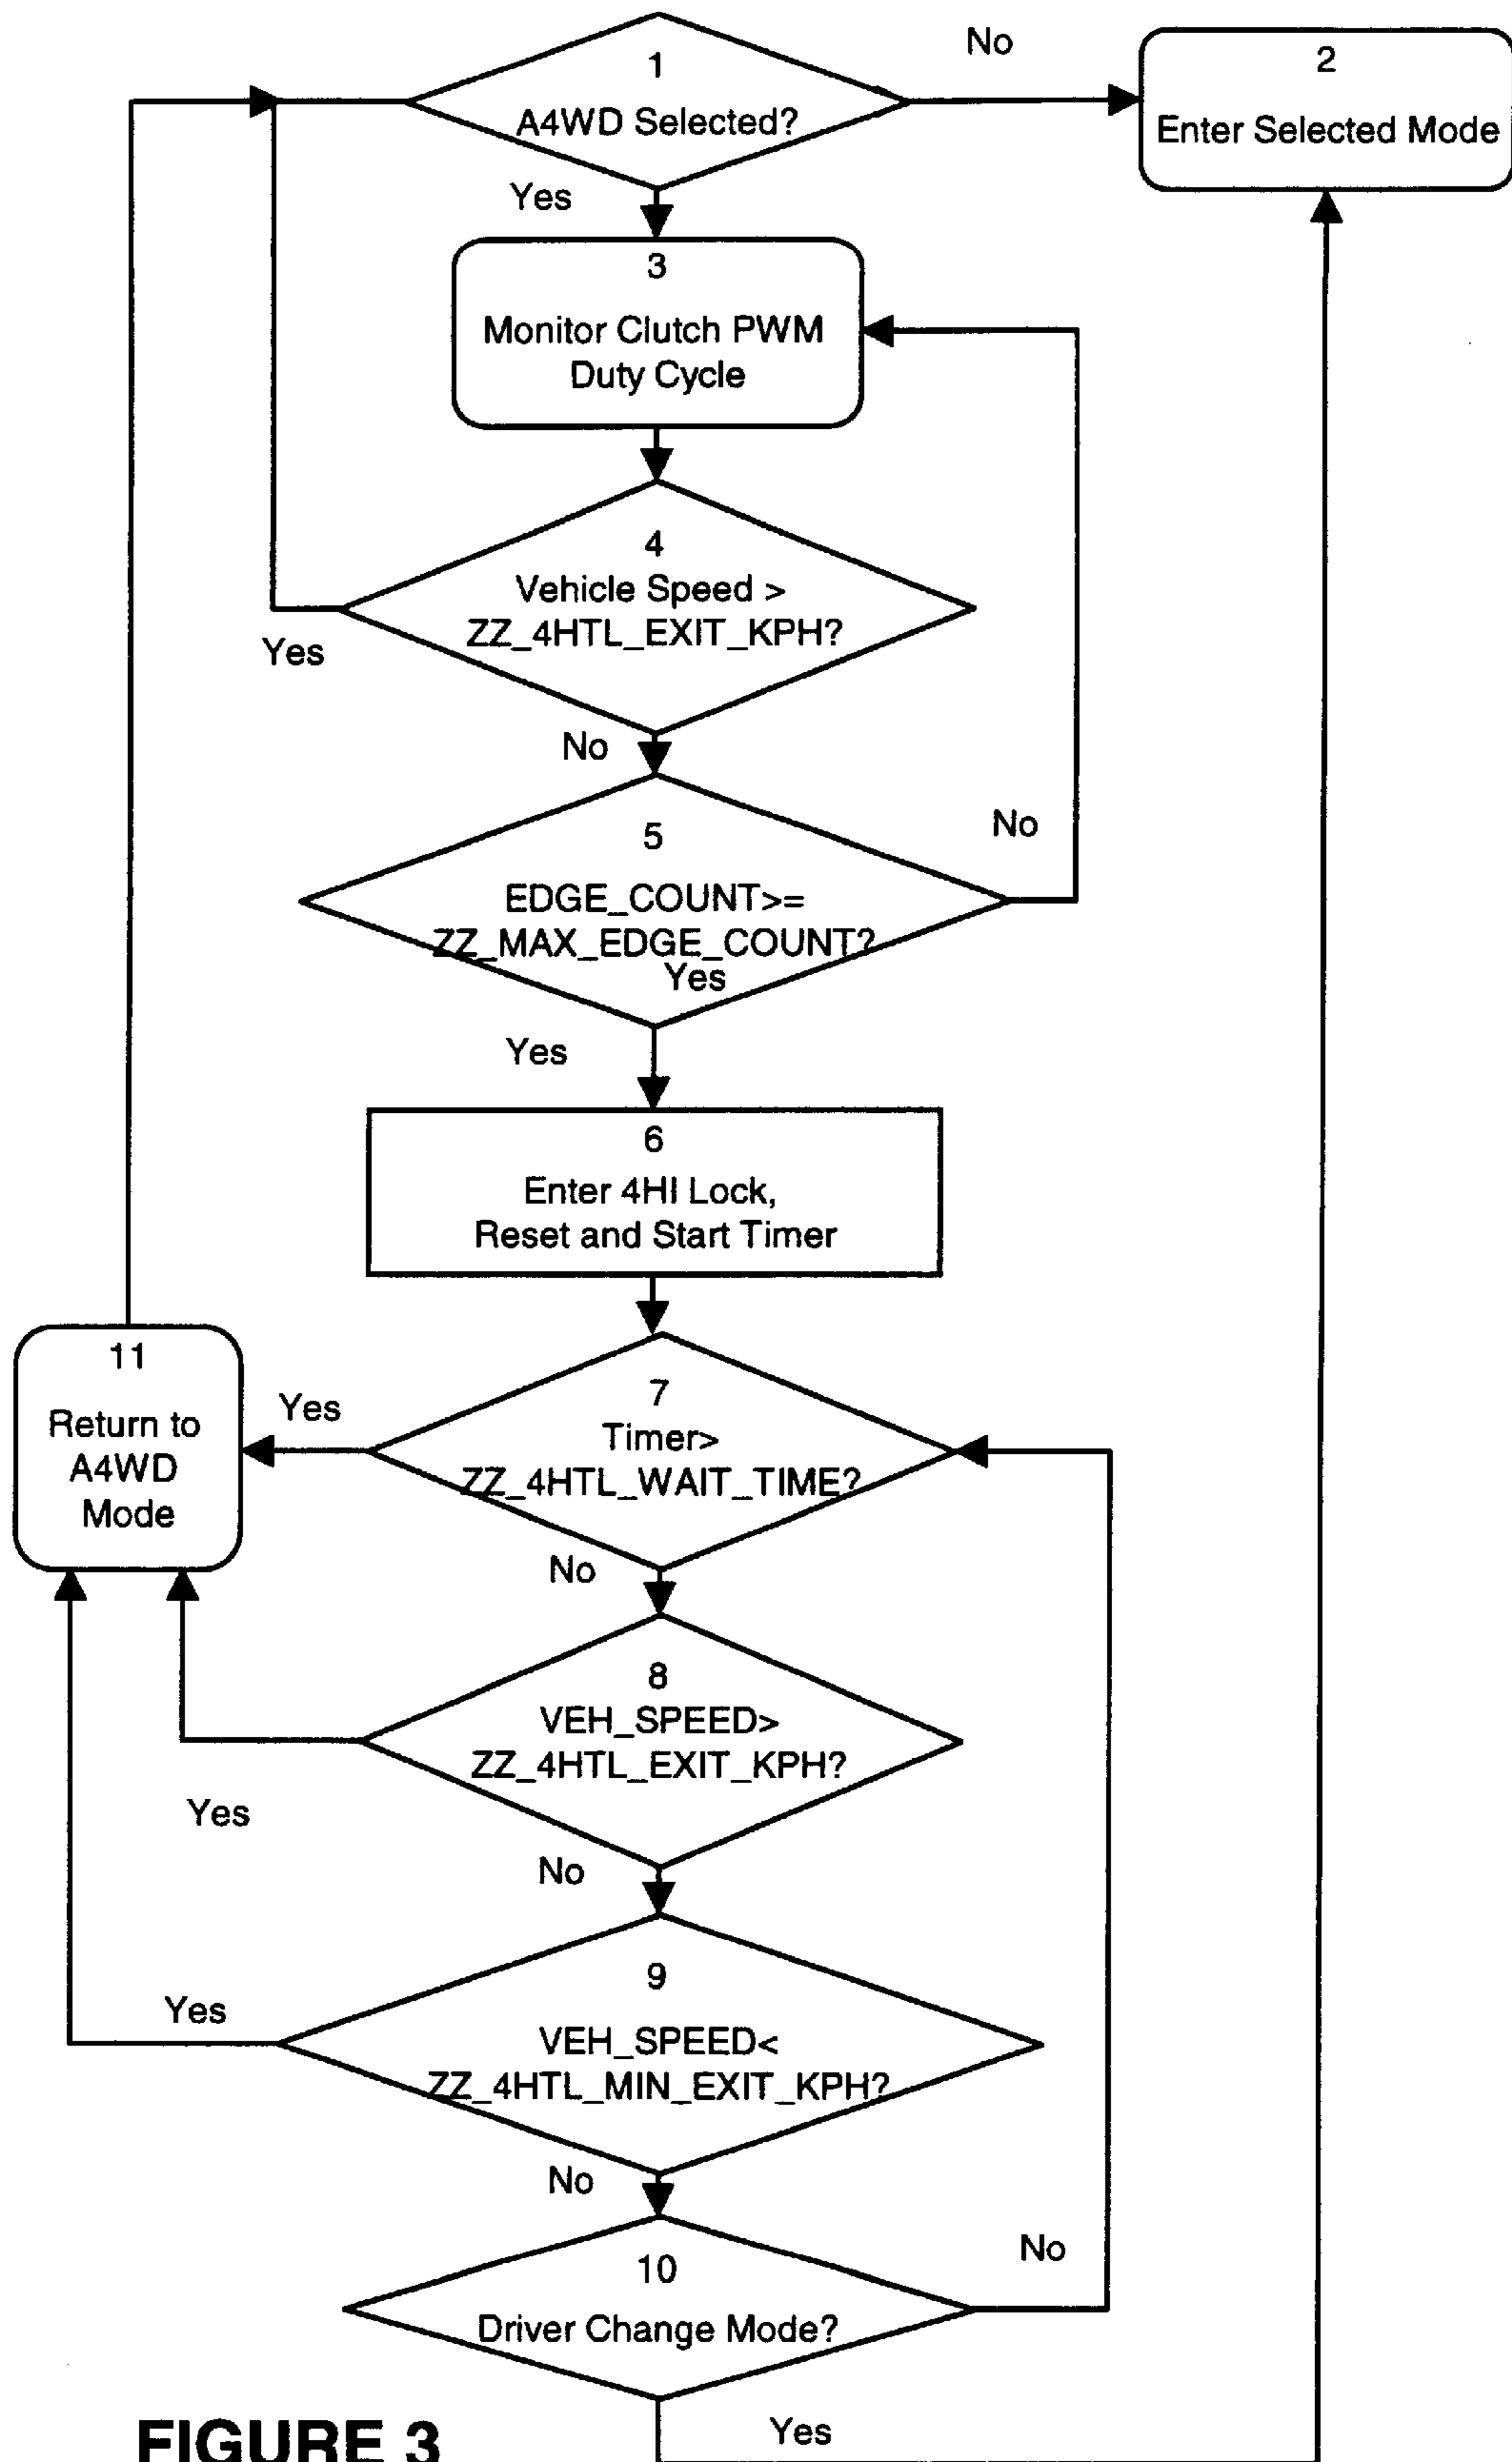 1
A4WD Selected?
No
2
Enter Selected Mode
Yes
3
Monitor Clutch PWM
Duty Cycle
4
Vehicle Speed >
ZZ_4HTL_EXIT_KPH?
Yes
No
5
EDGE_COUNT>=
ZZ_MAX_EDGE_COUNT?
Yes
No
Yes
6
Enter 4HI Lock,
Reset and Start Timer
7
Timer>
ZZ_4HTL_WAIT_TIME?
Yes
11
Return to
A4WD
Mode
No
8
VEH_SPEED>
ZZ_4HTL_EXIT_KPH?
Yes
No
9
VEH_SPEED<
ZZ_4HTL_MIN_EXIT_KPH?
Yes
No
10
Driver Change Mode?
No
Yes
FIGURE 3